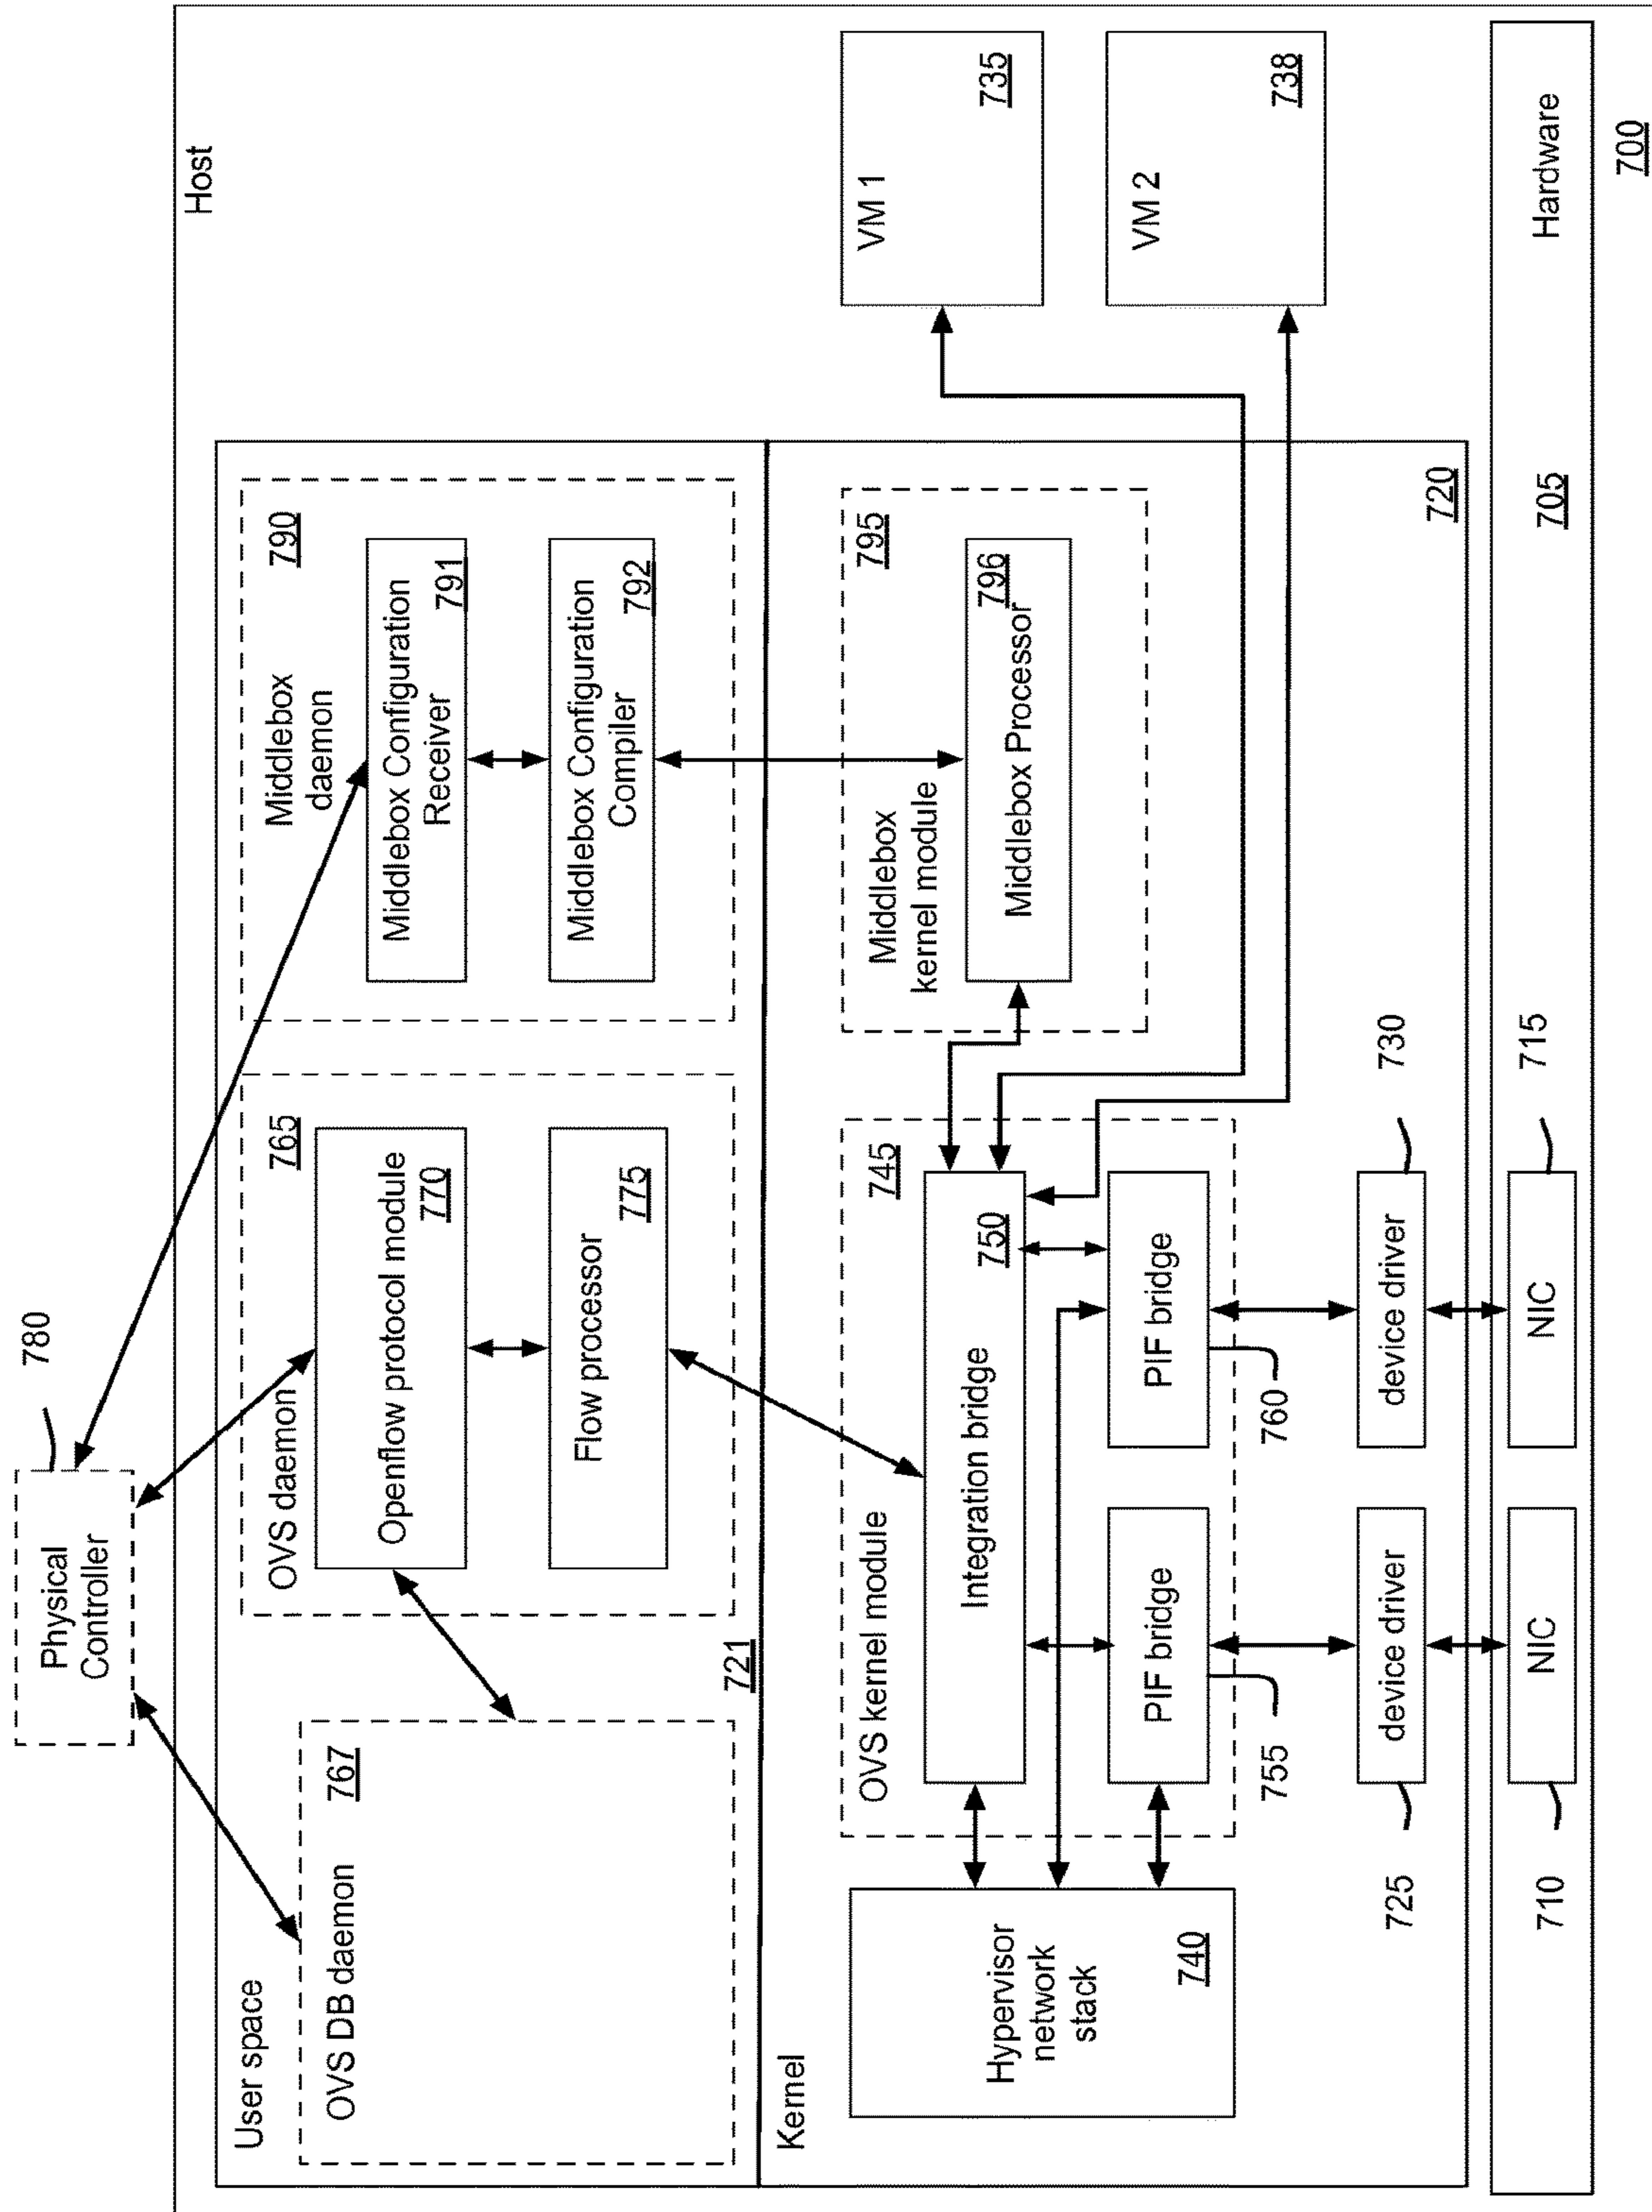 780
Physical
Controller
Host
User space
OVS DB daemon
767
OVS daemon
765
Openflow protocol module
770
Flow processor
775
Middlebox
daemon
790
Middlebox Configuration
Receiver
791
Middlebox Configuration
Compiler
792
721
Kernel
Hypervisor
network
stack
740
OVS kernel module
745
Integration bridge
750
PIF bridge
755
PIF bridge
760
Middlebox
kernel module
795
Middlebox Processor
796
VM 1
735
VM 2
738
725
device driver
device driver
730
720
710
NIC
NIC
715
705
Hardware
700